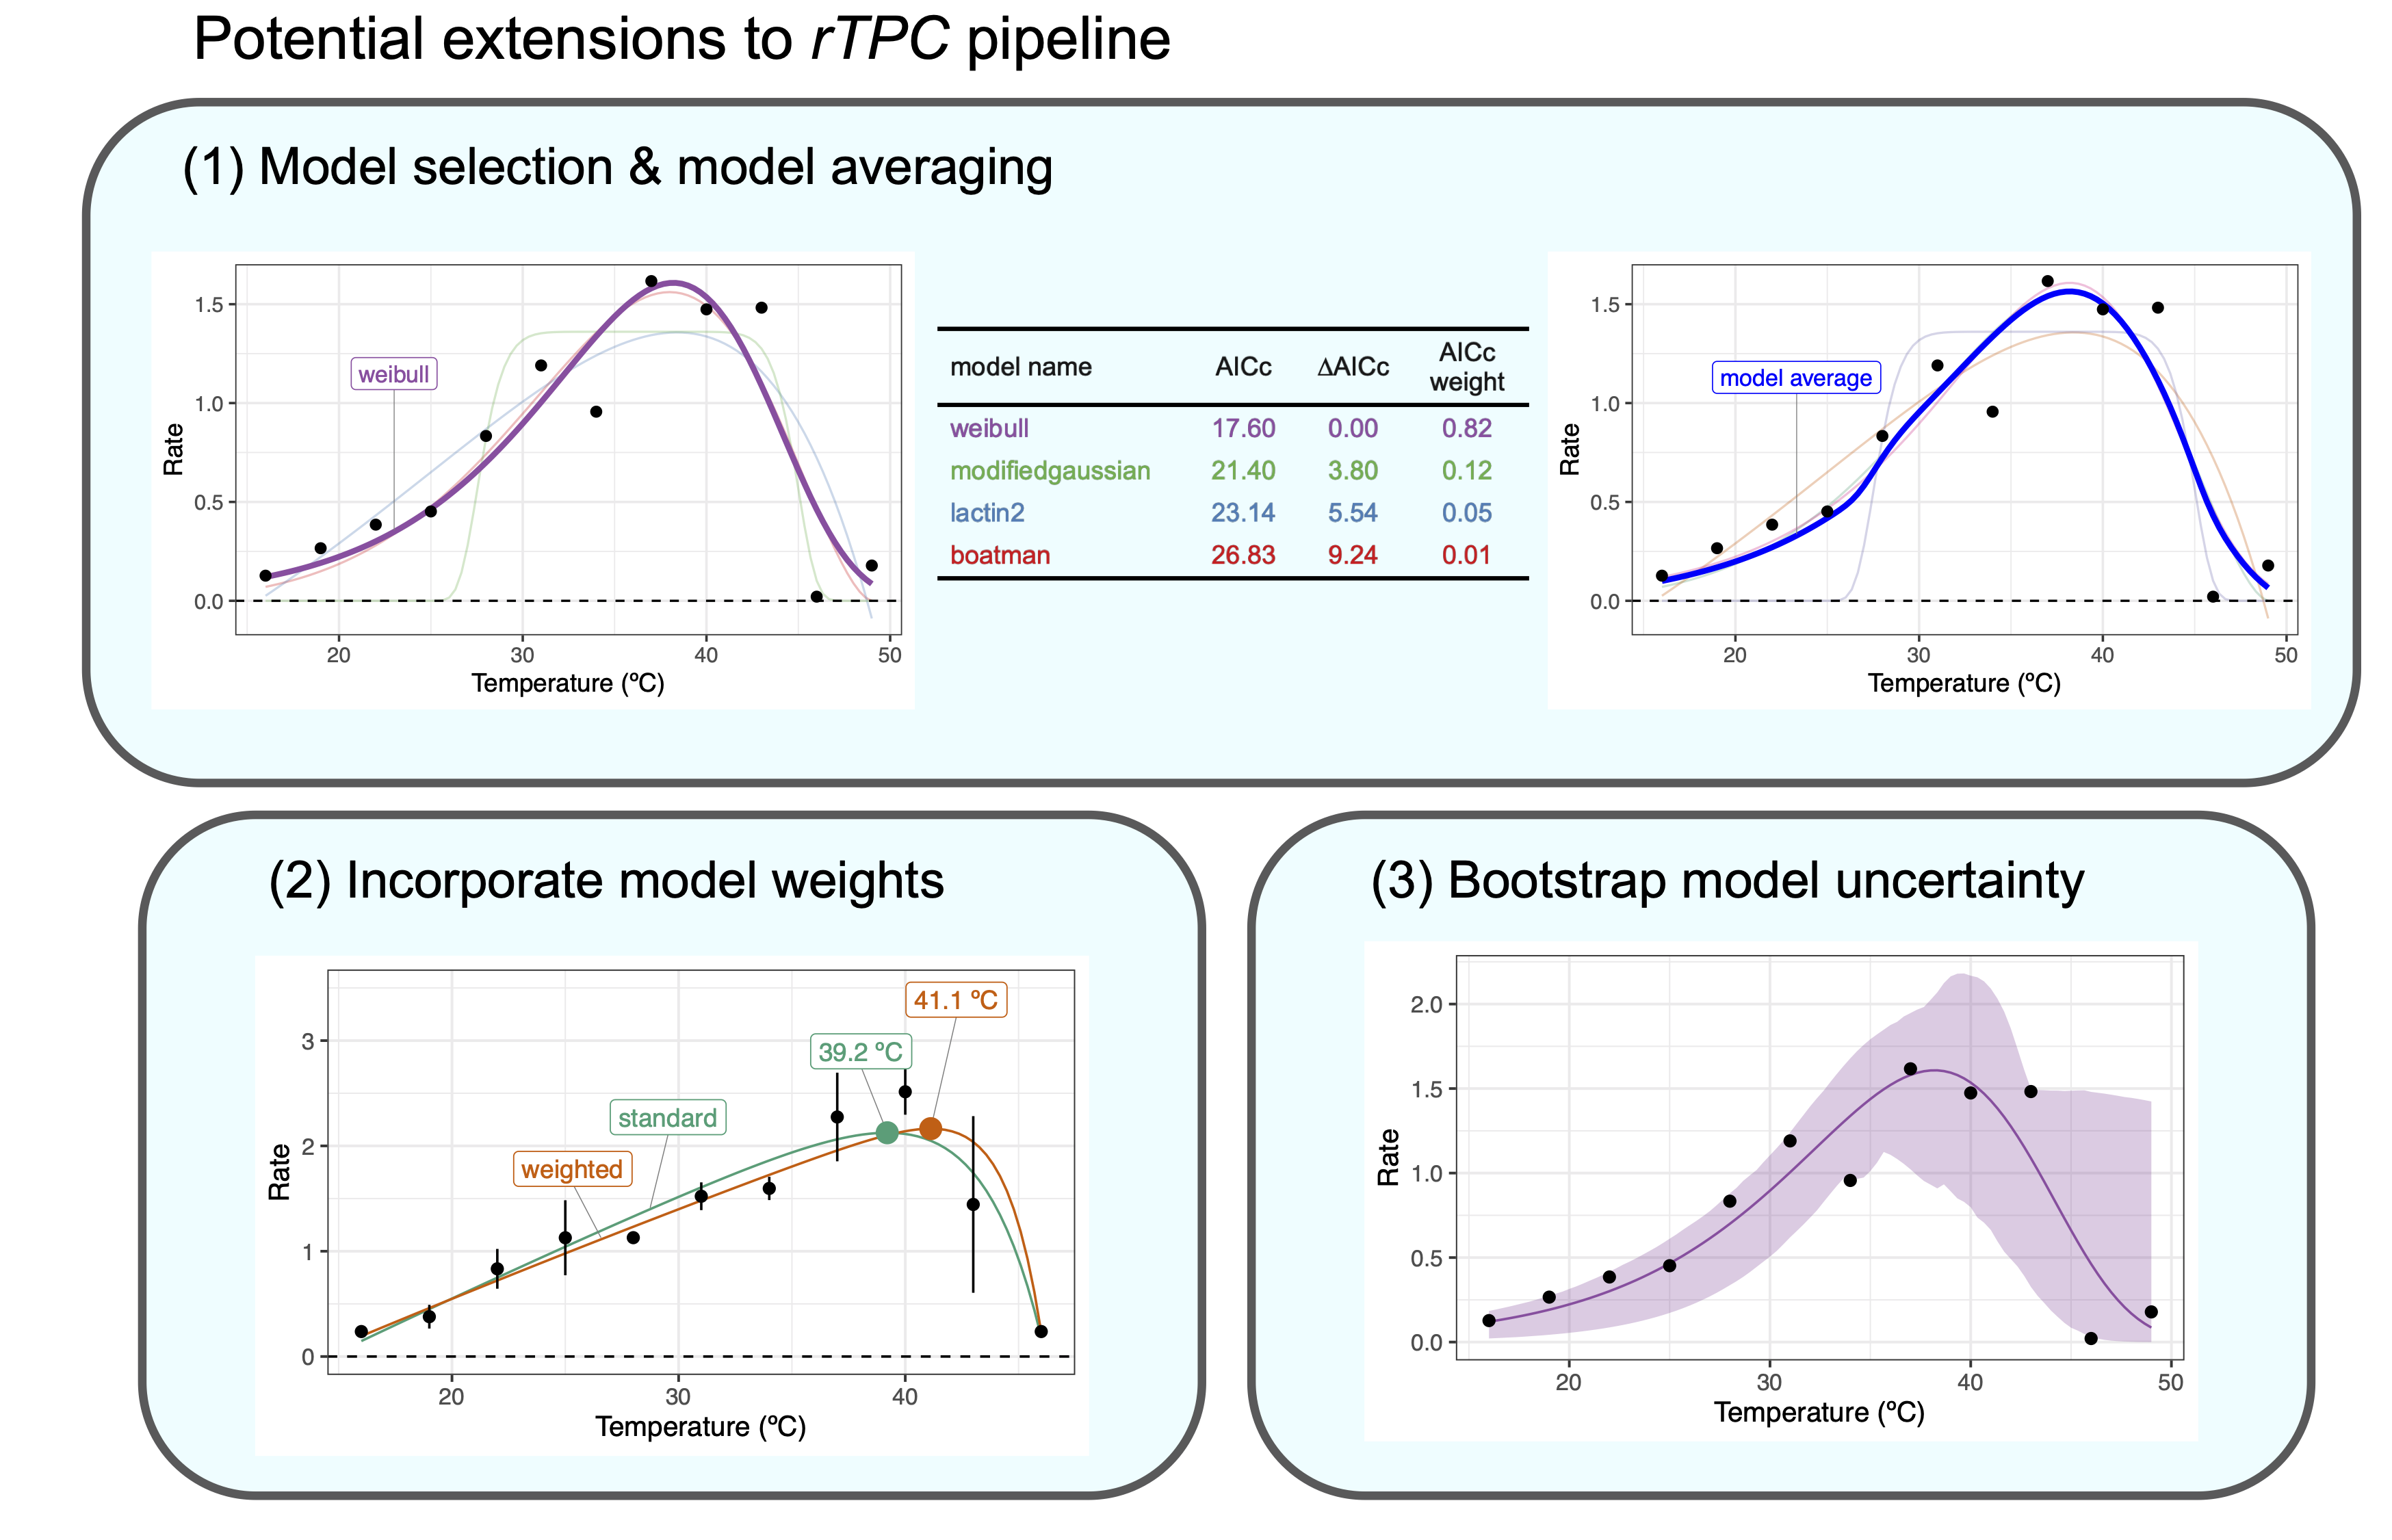 Potential extensions to rTPC pipeline
(1) Model selection & model averaging
1.5
1.0
0.5
0.0
Rate
weibull
20 30 40 50
Temperature (ºC)
model name AICc ΔAICc AICc weight
weibull 17.60 0.00 0.82
modifiedgaussian 21.40 3.80 0.12
lactin2 23.14 5.54 0.05
boatman 26.83 9.24 0.01
1.5
1.0
0.5
0.0
Rate
model average
20 30 40 50
Temperature (ºC)
(2) Incorporate model weights
3
2
1
0
Rate
41.1 ºC
39.2 ºC
standard
weighted
20 30 40
Temperature (ºC)
(3) Bootstrap model uncertainty
2.0
1.5
1.0
0.5
0.0
Rate
20 30 40 50
Temperature (ºC)